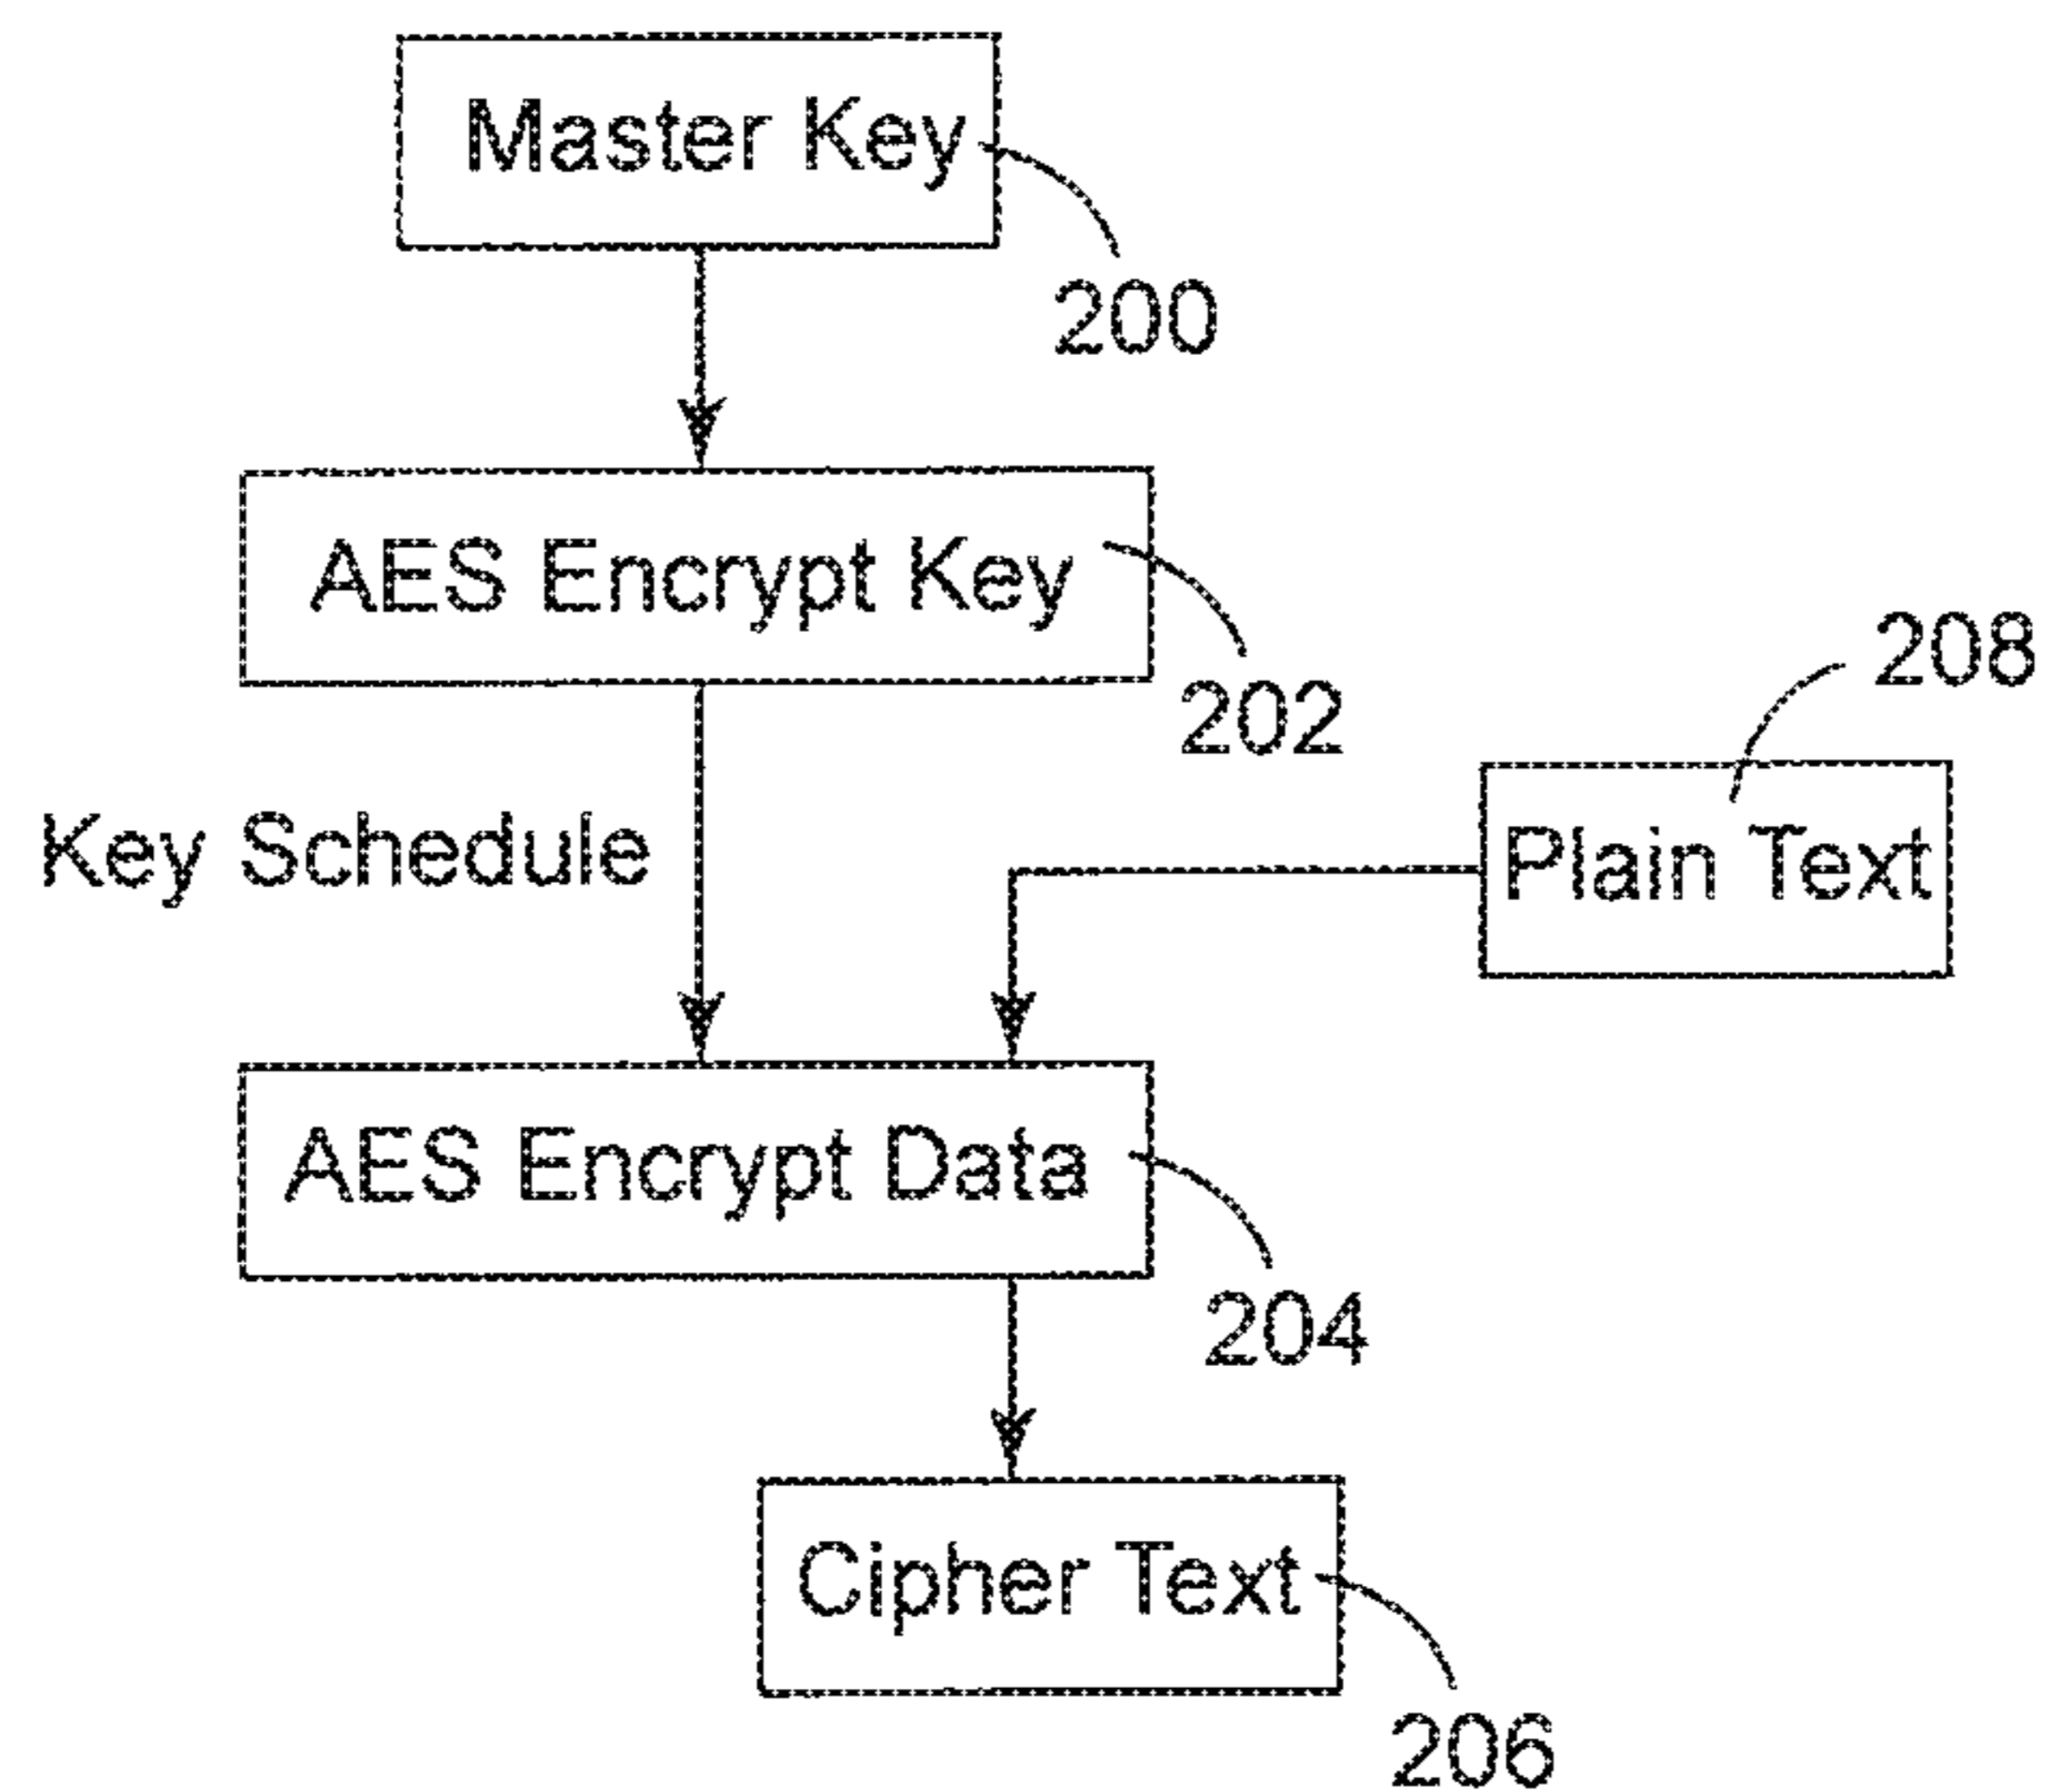 Master Key
200
AES Encrypt Key
202
208
Key Schedule
Plain Text
AES Encrypt Data
204
Cipher Text
206